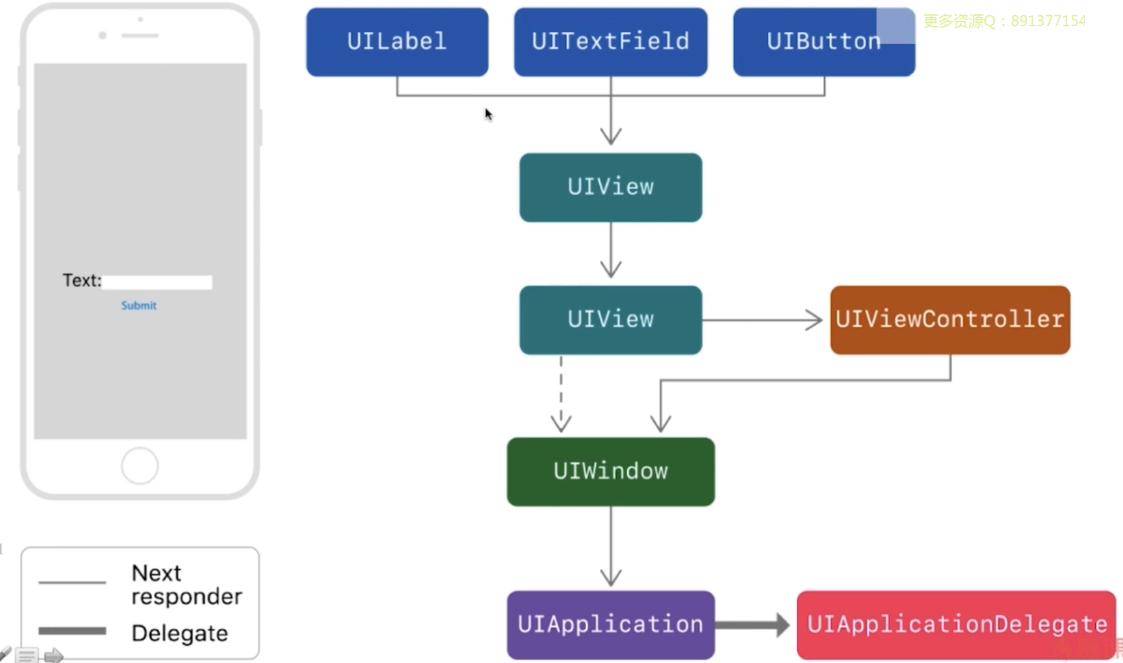 更多资源Q：891377154
UILabel
UITextField
UIButton
UIView
UIView
UIViewController
Text:
Submit
UIWindow
Next
responder
Delegate
UIApplication
UIApplicationDelegate